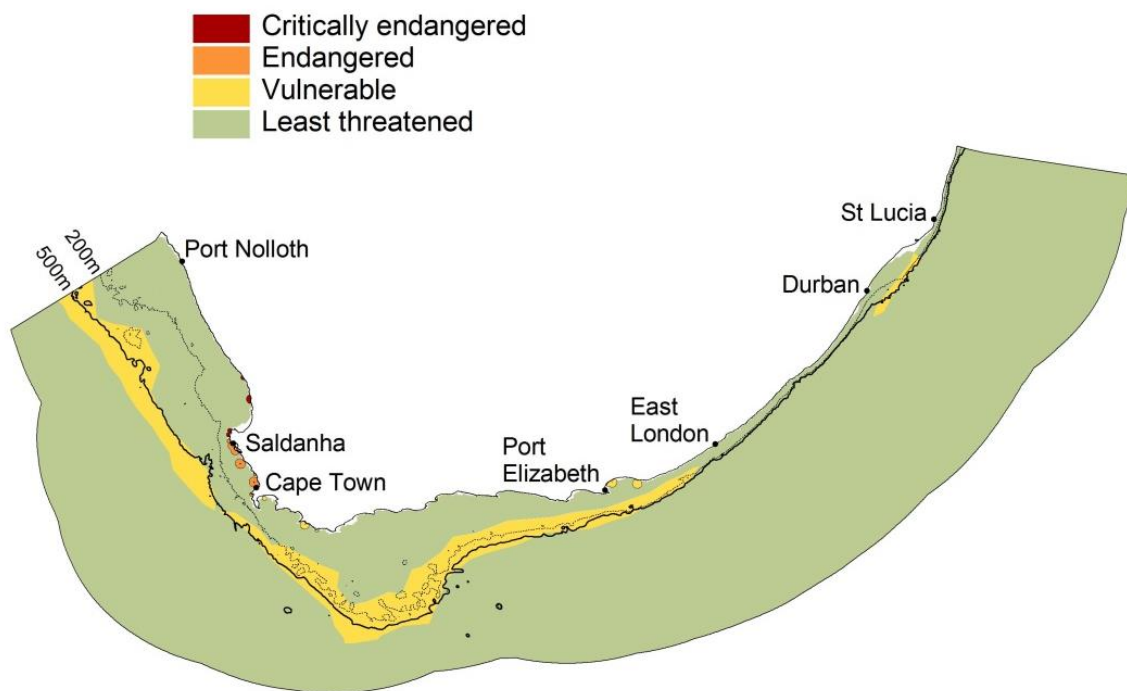 Critically endangered
Endangered
Vulnerable
Least threatened
St Lucia
200m
500m
Port Nolloth
Durban
East
London
Port
Elizabeth
Saldanha
Cape Town